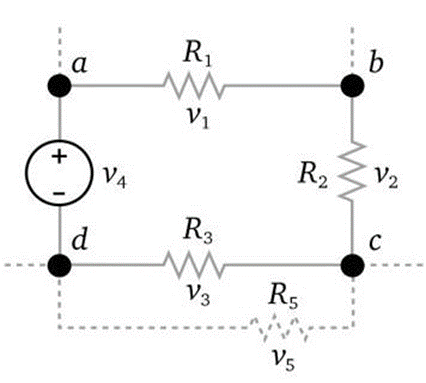 a
R₁
b
v₁
+
-
v₄
R₂
v₂
d
R₃
c
v₃
R₅
v₅